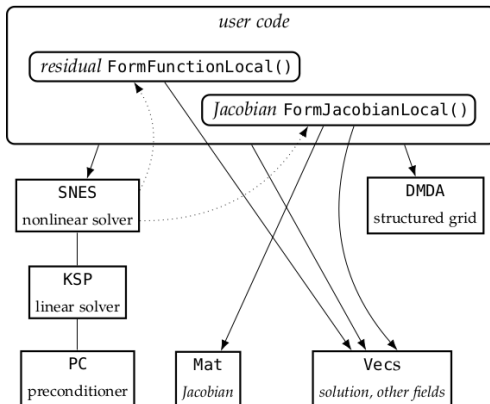 user code
residual FormFunctionLocal()
Jacobian FormJacobianLocal()
SNES
nonlinear solver
DMDA
structured grid
KSP
linear solver
PC
preconditioner
Mat
Jacobian
Vecs
solution, other fields